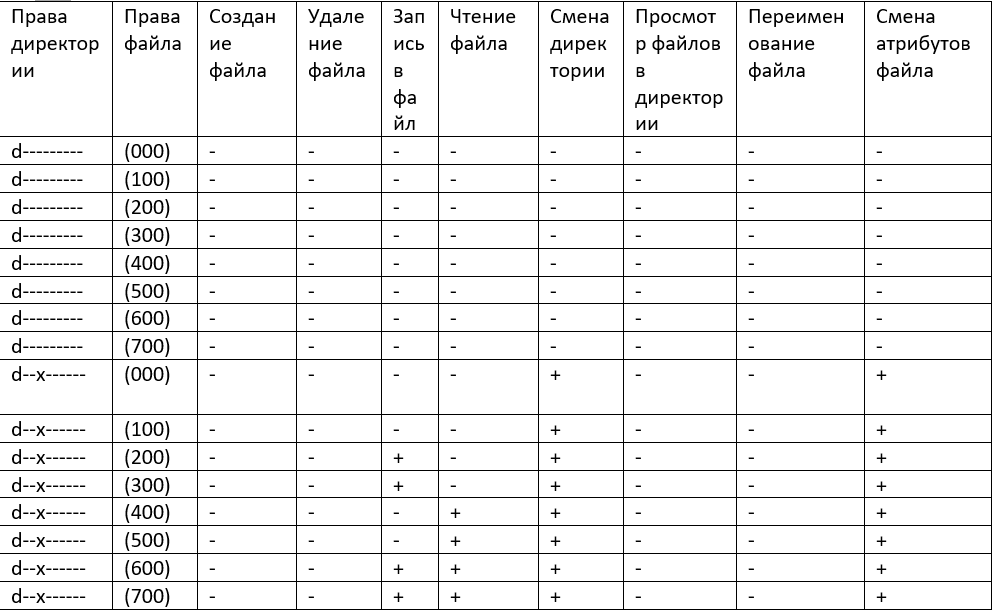 Права директории | Права файла | Создание файла | Удаление файла | Запись в файл | Чтение файла | Смена директории | Просмотр файлов в директории | Переименование файла | Смена атрибутов файла
d--------- | (000) | - | - | - | - | - | - | - | -
d--------- | (100) | - | - | - | - | - | - | - | -
d--------- | (200) | - | - | - | - | - | - | - | -
d--------- | (300) | - | - | - | - | - | - | - | -
d--------- | (400) | - | - | - | - | - | - | - | -
d--------- | (500) | - | - | - | - | - | - | - | -
d--------- | (600) | - | - | - | - | - | - | - | -
d--------- | (700) | - | - | - | - | - | - | - | -
d--x------ | (000) | - | - | - | - | + | - | - | +
d--x------ | (100) | - | - | - | - | + | - | - | +
d--x------ | (200) | - | - | + | - | + | - | - | +
d--x------ | (300) | - | - | + | - | + | - | - | +
d--x------ | (400) | - | - | - | + | + | - | - | +
d--x------ | (500) | - | - | - | + | + | - | - | +
d--x------ | (600) | - | - | + | + | + | - | - | +
d--x------ | (700) | - | - | + | + | + | - | - | +